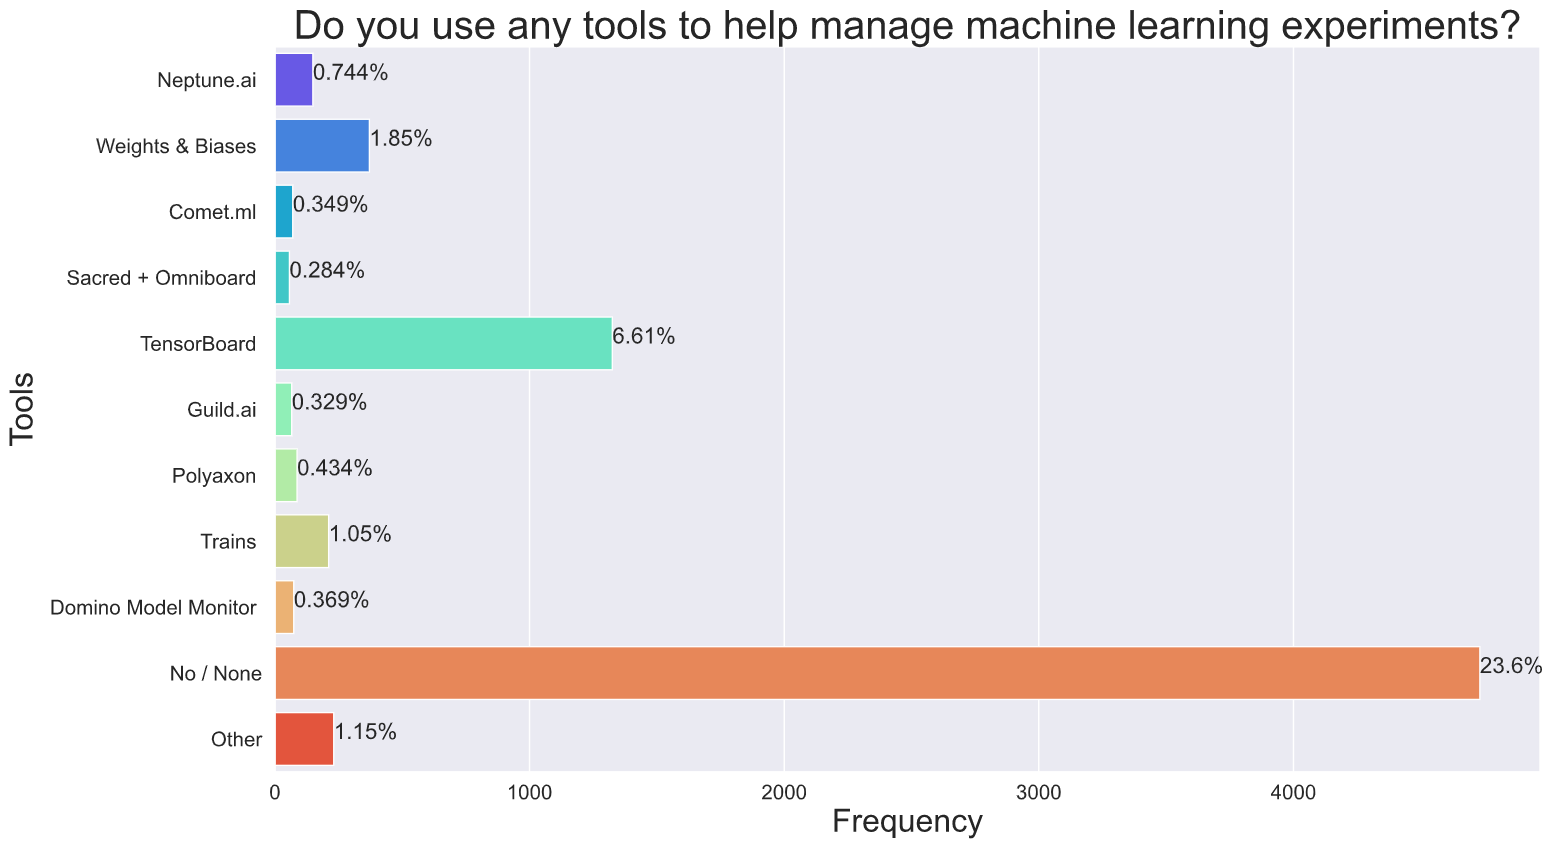 Do you use any tools to help manage machine learning experiments?
Tools
Neptune.ai 0.744%
Weights & Biases 1.85%
Comet.ml 0.349%
Sacred + Omniboard 0.284%
TensorBoard 6.61%
Guild.ai 0.329%
Polyaxon 0.434%
Trains 1.05%
Domino Model Monitor 0.369%
No / None 23.6%
Other 1.15%
0 1000 2000 3000 4000
Frequency